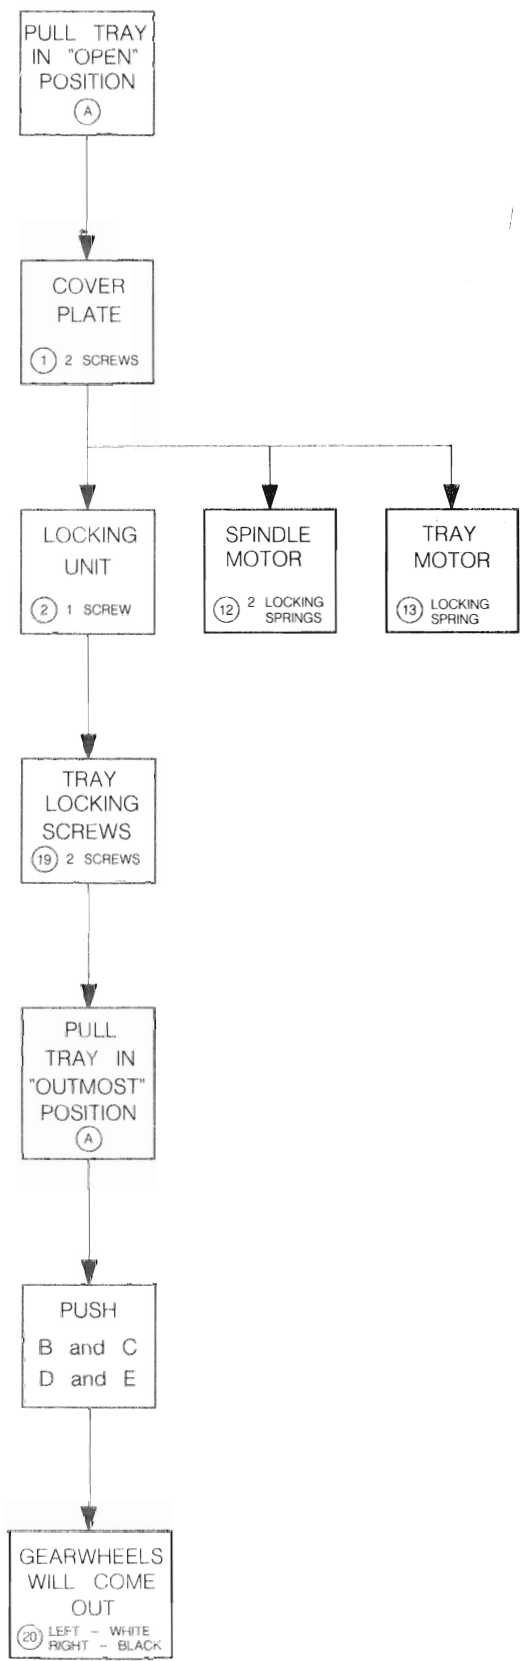 PULL TRAY
IN "OPEN"
POSITION
A
COVER
PLATE
1 2 SCREWS
LOCKING
UNIT
2 1 SCREW
SPINDLE
MOTOR
12 2 LOCKING
SPRINGS
TRAY
MOTOR
13 LOCKING
SPRING
TRAY
LOCKING
SCREWS
19 2 SCREWS
PULL
TRAY IN
"OUTMOST"
POSITION
A
PUSH
B and C
D and E
GEARWHEELS
WILL COME
OUT
20 LEFT - WHITE
RIGHT - BLACK